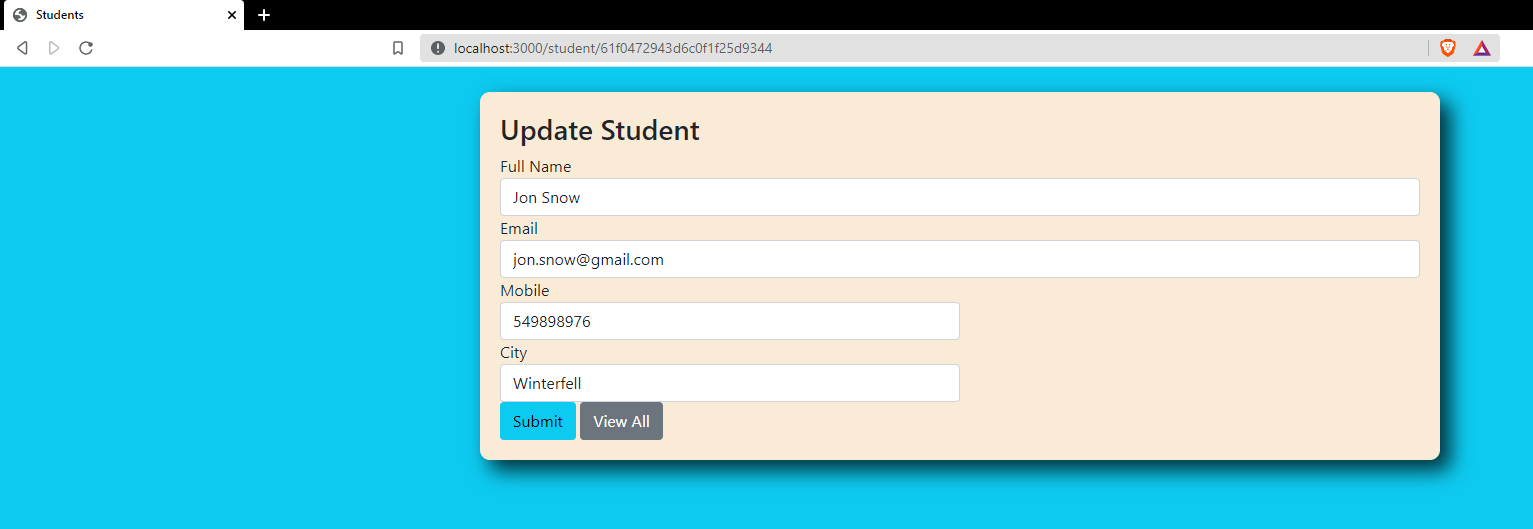 Students
localhost:3000/student/61f0472943d6c0f1f25d9344
Update Student
Full Name
Jon Snow
Email
jon.snow@gmail.com
Mobile
549898976
City
Winterfell
Submit View All